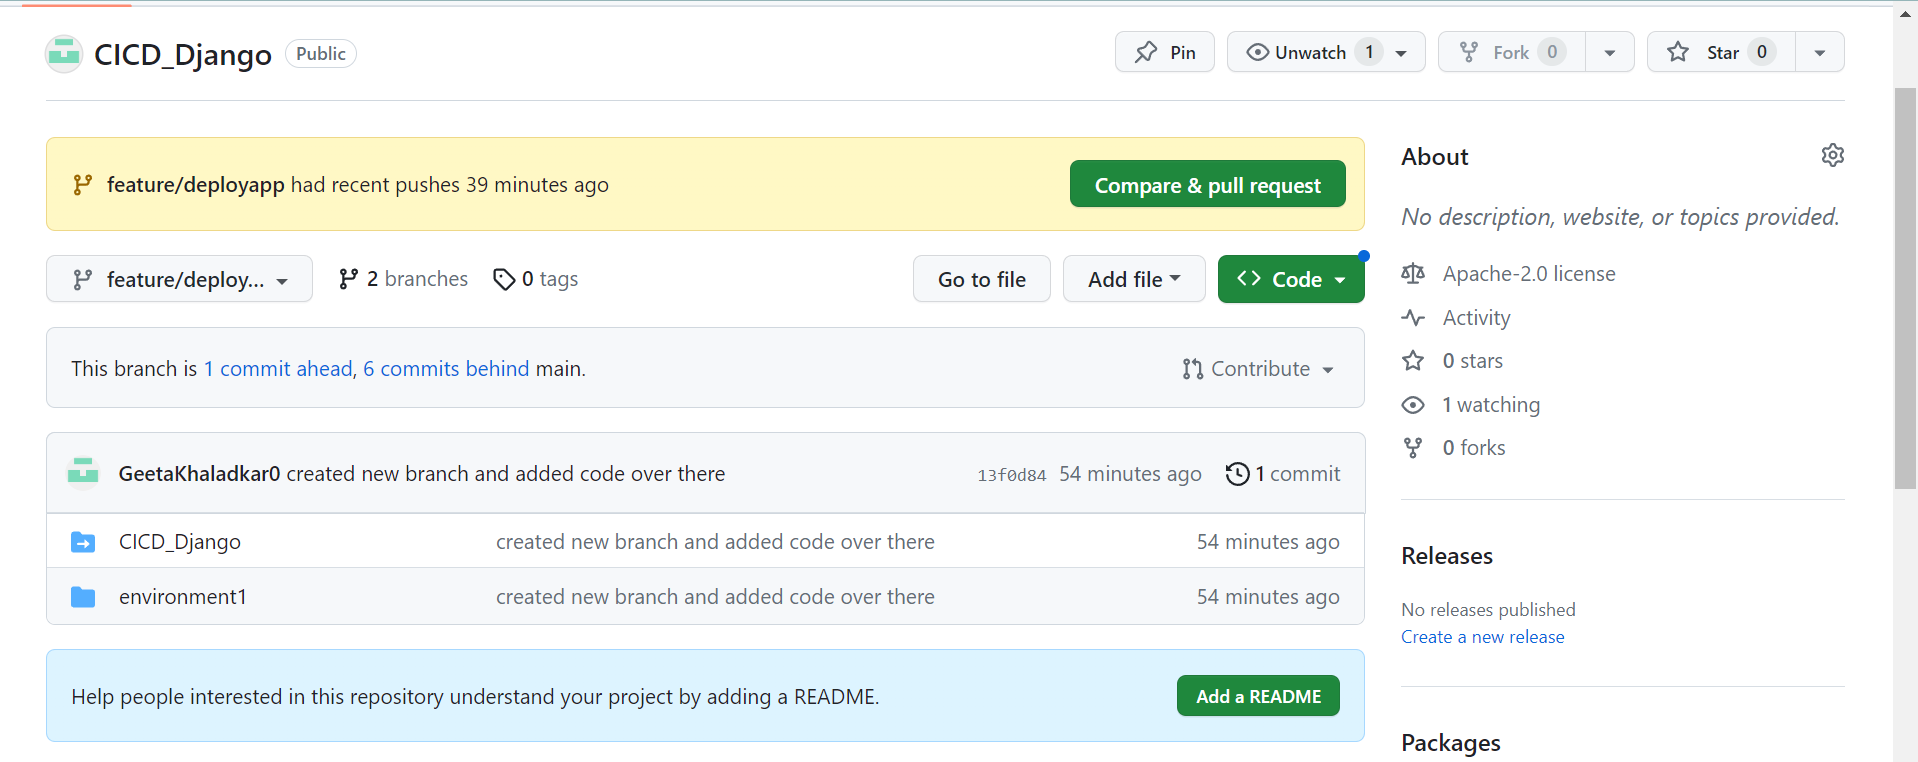 CICD_Django Public Pin Unwatch 1 Fork 0 Star 0
feature/deployapp had recent pushes 39 minutes ago Compare & pull request
feature/deploy... 2 branches 0 tags Go to file Add file Code
This branch is 1 commit ahead, 6 commits behind main. Contribute
GeetaKhaladkar0 created new branch and added code over there 13f0d84 54 minutes ago 1 commit
CICD_Django created new branch and added code over there 54 minutes ago
environment1 created new branch and added code over there 54 minutes ago
Help people interested in this repository understand your project by adding a README. Add a README
About
No description, website, or topics provided.
Apache-2.0 license
Activity
0 stars
1 watching
0 forks
Releases
No releases published
Create a new release
Packages